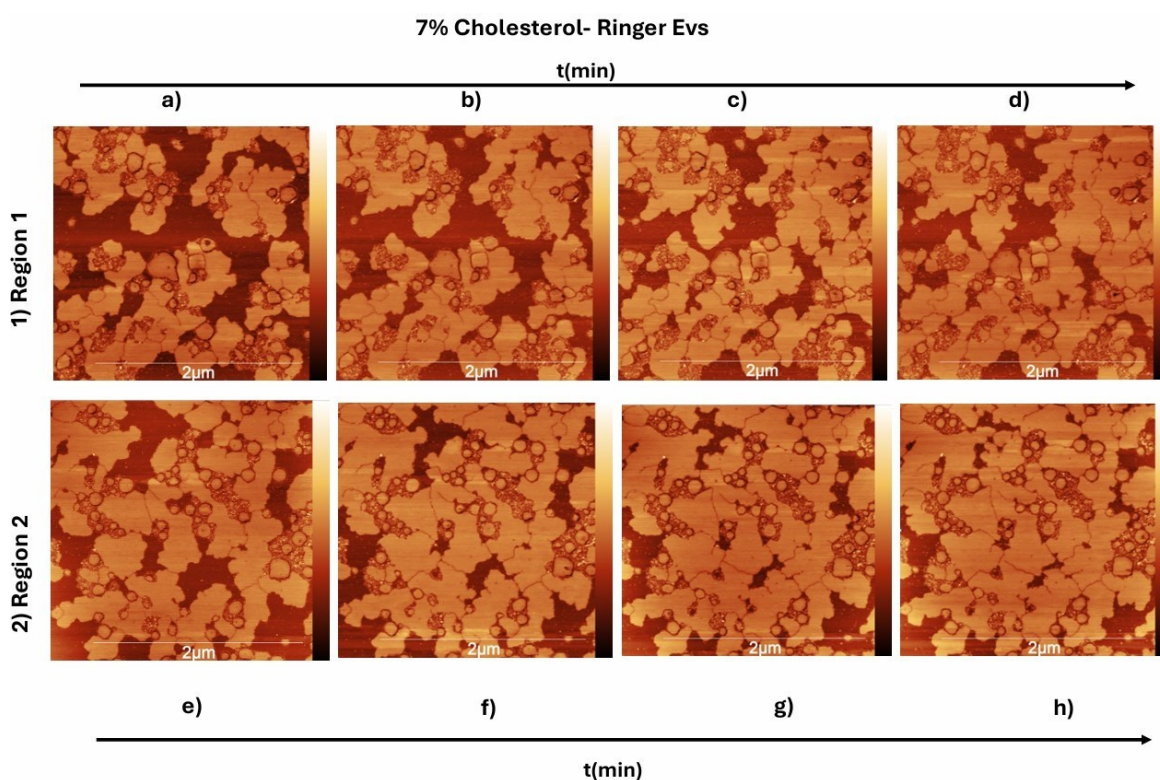 7% Cholesterol- Ringer Evs
t(min)
a) b) c) d)
1) Region 1
2μm 2μm 2μm 2μm
2) Region 2
2μm 2μm 2μm 2μm
e) f) g) h)
t(min)